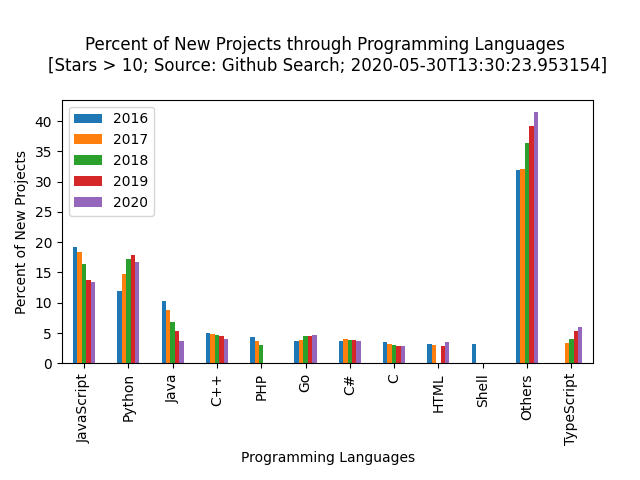 Percent of New Projects through Programming Languages
[Stars > 10; Source: Github Search; 2020-05-30T13:30:23.953154]
2016
2017
2018
2019
2020
Percent of New Projects
40
35
30
25
20
15
10
5
0
JavaScript
Python
Java
C++
PHP
Go
C#
C
HTML
Shell
Others
TypeScript
Programming Languages